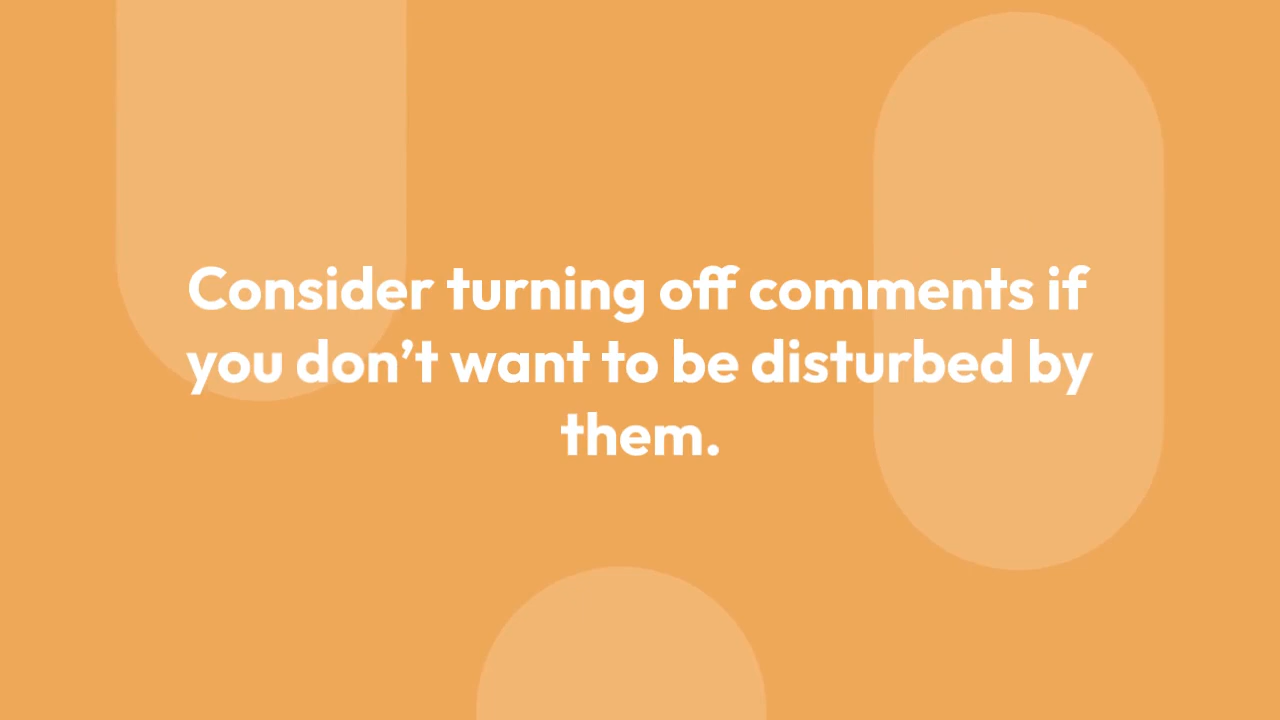 Consider turning off comments if
you don’t want to be disturbed by
them.